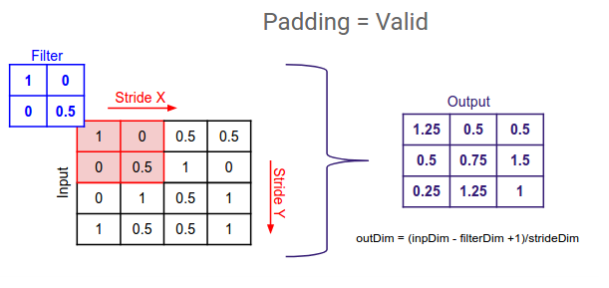 Padding = Valid
Filter
1 0
0 0.5
Stride X
Input
1 0 0.5 0.5
0 0.5 1 0
0 1 0.5 1
1 0.5 0.5 1
Stride Y
Output
1.25 0.5 0.5
0.5 0.75 1.5
0.25 1.25 1
outDim = (inpDim - filterDim +1)/strideDim